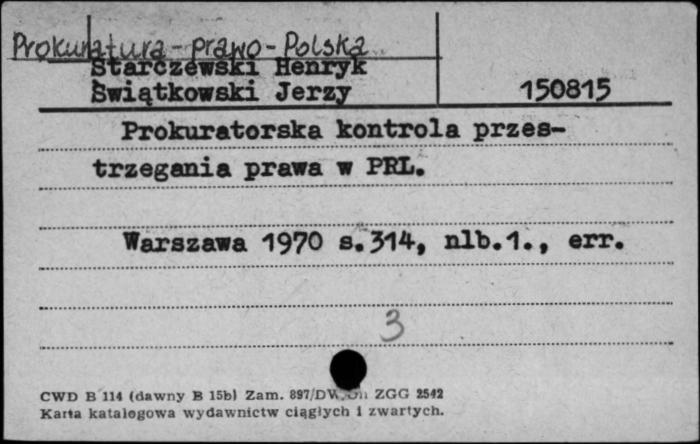 Prokuratura - prawo - Polska
Starczewski Henryk
Świątkowski Jerzy 150815
Prokuratorska kontrola przes-
trzegania prawa w PRL.
Warszawa 1970 s.314, nlb.1., err.
3
CWD B 114 (dawny B 15b) Zam. 897/DW ZGG 2542
Karta katalogowa wydawnictw ciągłych i zwartych.